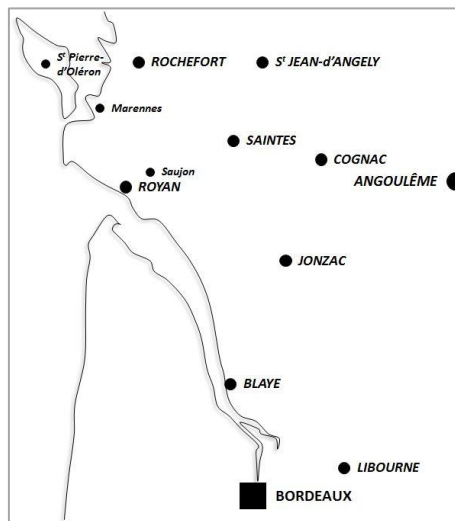 Sᵗ Pierre-
d'Oléron
ROCHEFORT
Sᵗ JEAN-d'ANGELY
Marennes
SAINTES
COGNAC
Saujon
ROYAN
ANGOULÊME
JONZAC
BLAYE
LIBOURNE
BORDEAUX